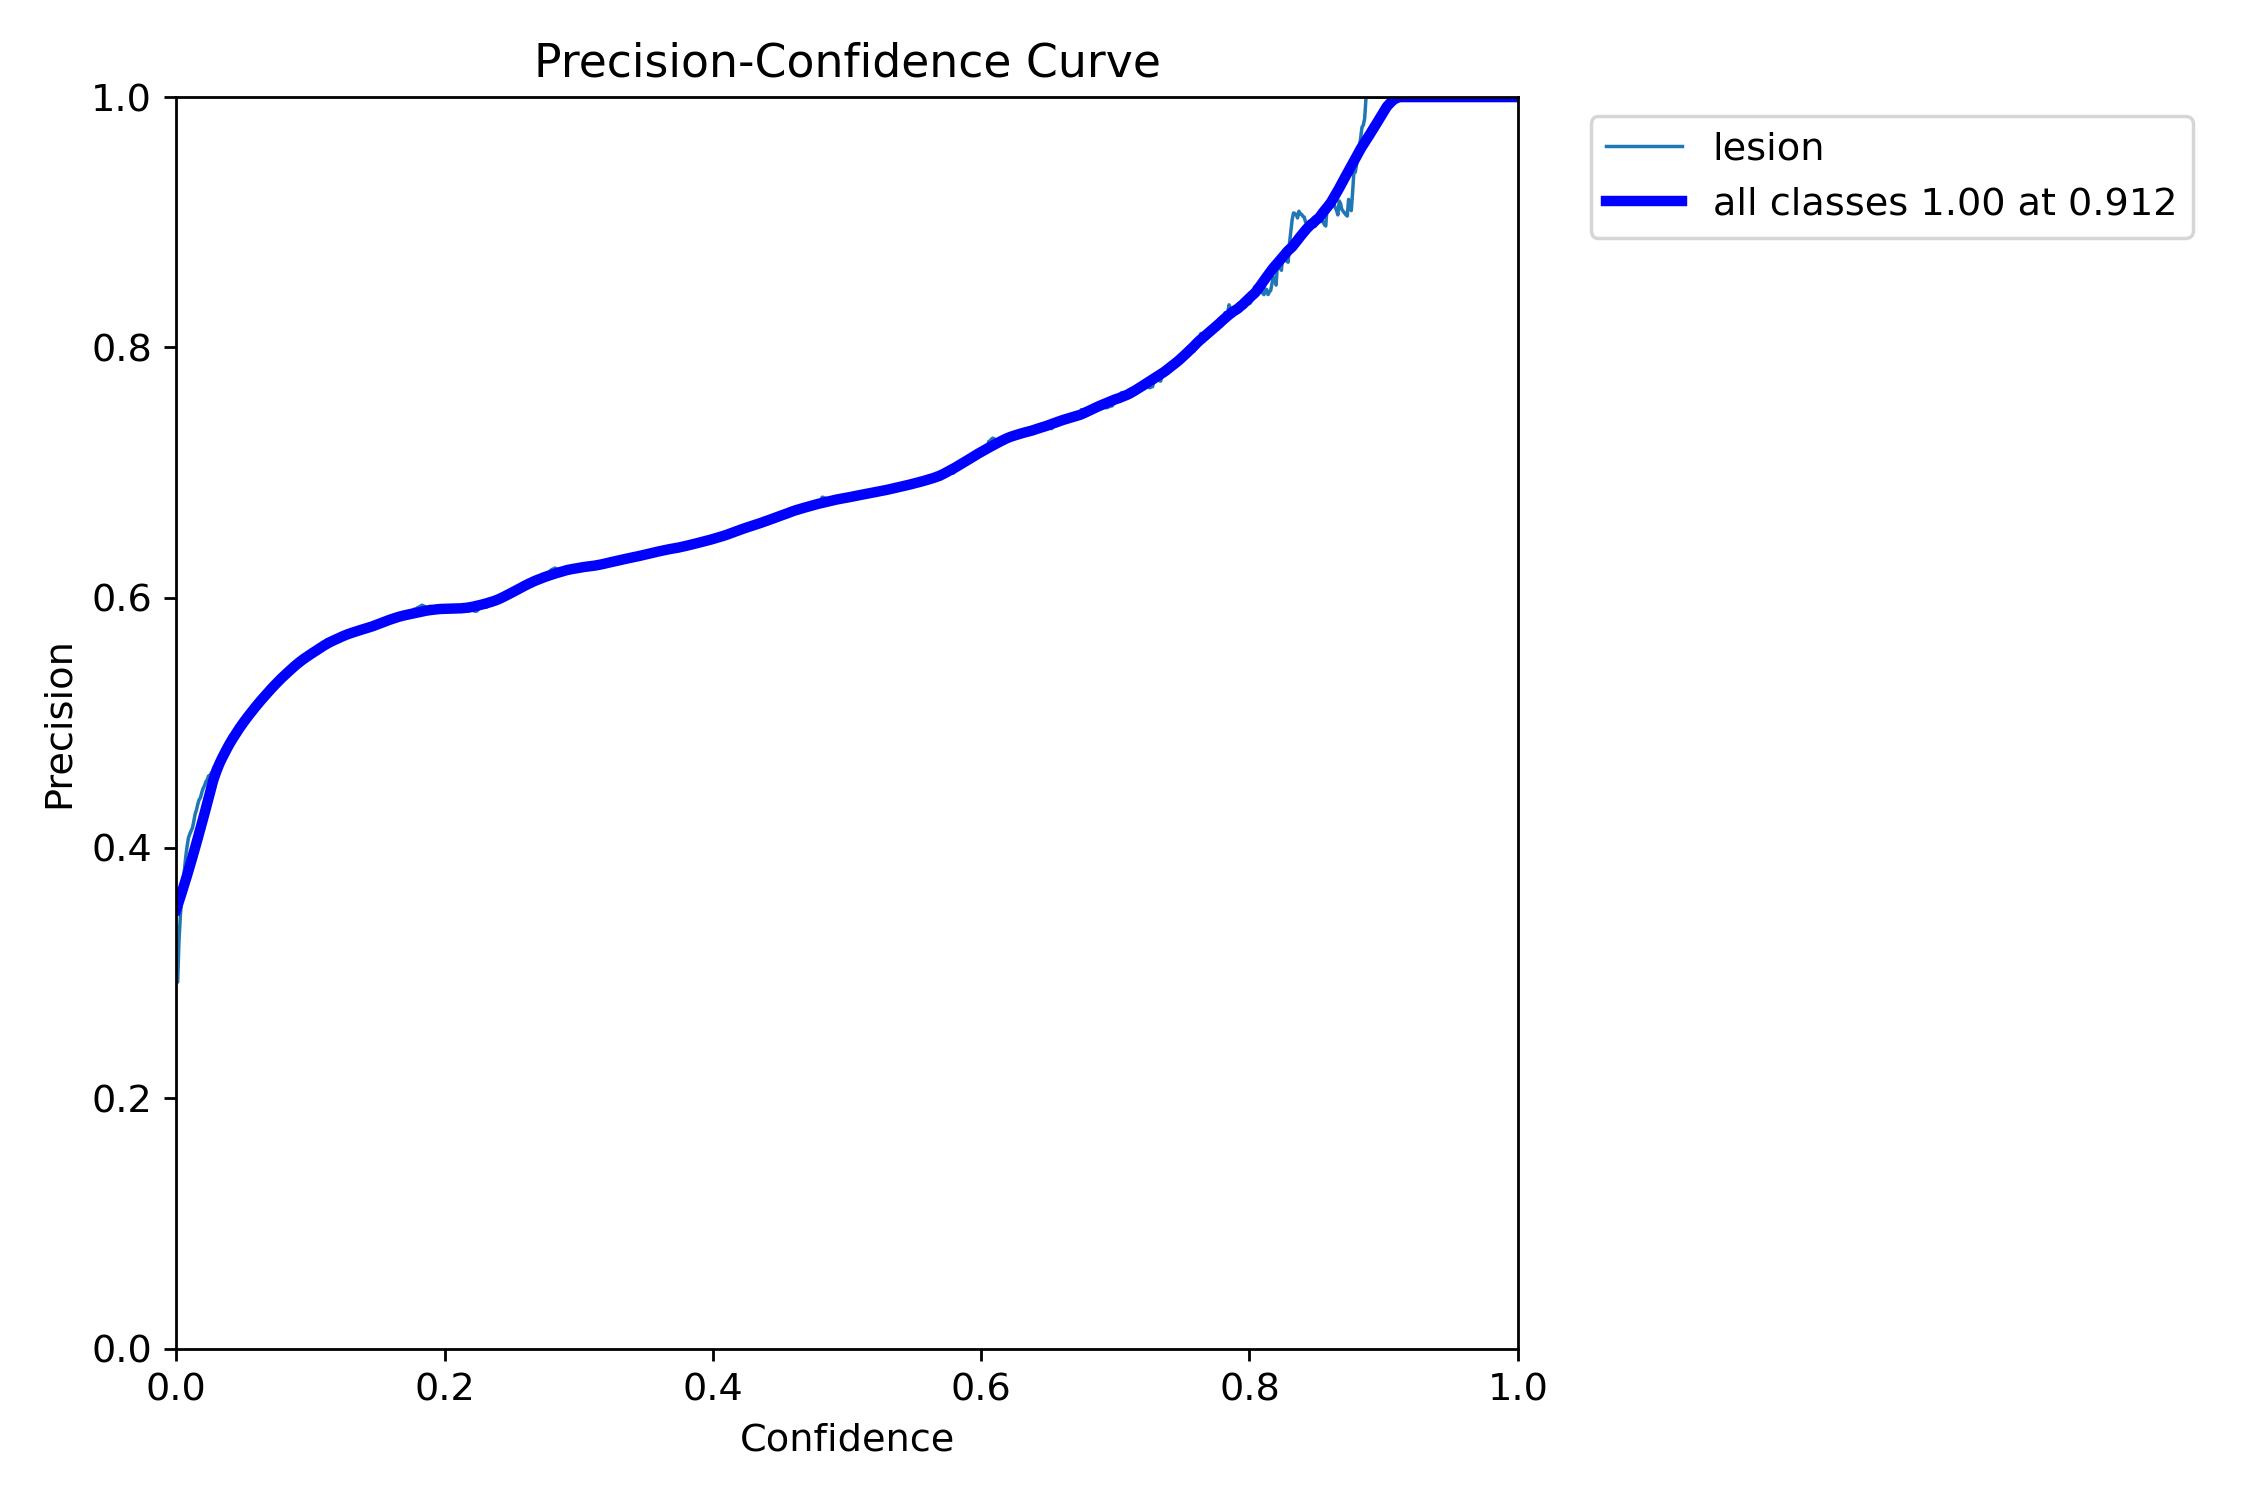 Precision-Confidence Curve
1.0
0.8
0.6
0.4
0.2
0.0
Precision
0.0 0.2 0.4 0.6 0.8 1.0
Confidence
lesion
all classes 1.00 at 0.912